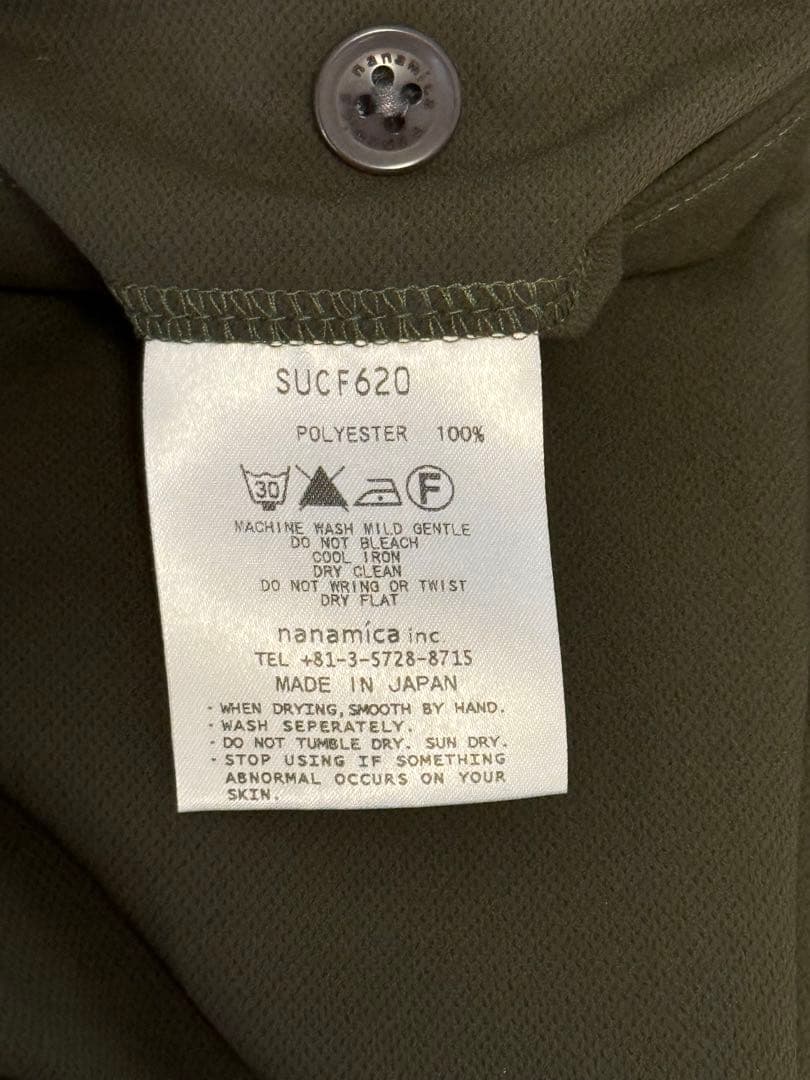 nanamica
SUCF620
POLYESTER 100%
30 F
MACHINE WASH MILD GENTLE
DO NOT BLEACH
COOL IRON
DRY CLEAN
DO NOT WRING OR TWIST
DRY FLAT
nanamíca inc
TEL +81-3-5728-8715
MADE IN JAPAN
- WHEN DRYING, SMOOTH BY HAND.
- WASH SEPERATELY.
- DO NOT TUMBLE DRY. SUN DRY.
- STOP USING IF SOMETHING
ABNORMAL OCCURS ON YOUR
SKIN.